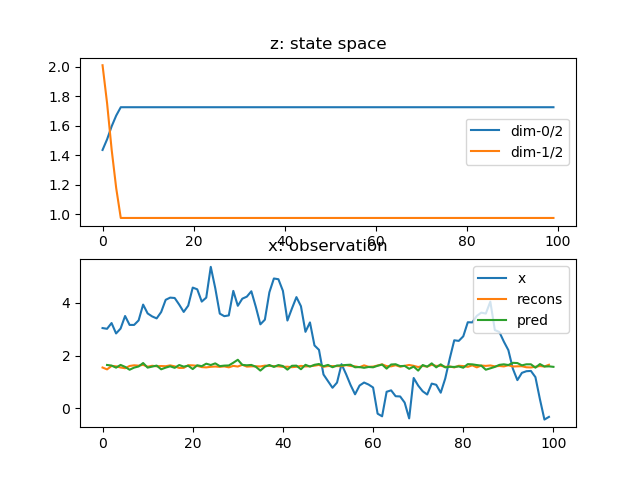 z: state space
2.0
1.8
1.6
1.4
1.2
1.0
dim-0/2
dim-1/2
0 20 40 60 80 100
x: observation
4
2
0
x
recons
pred
0 20 40 60 80 100